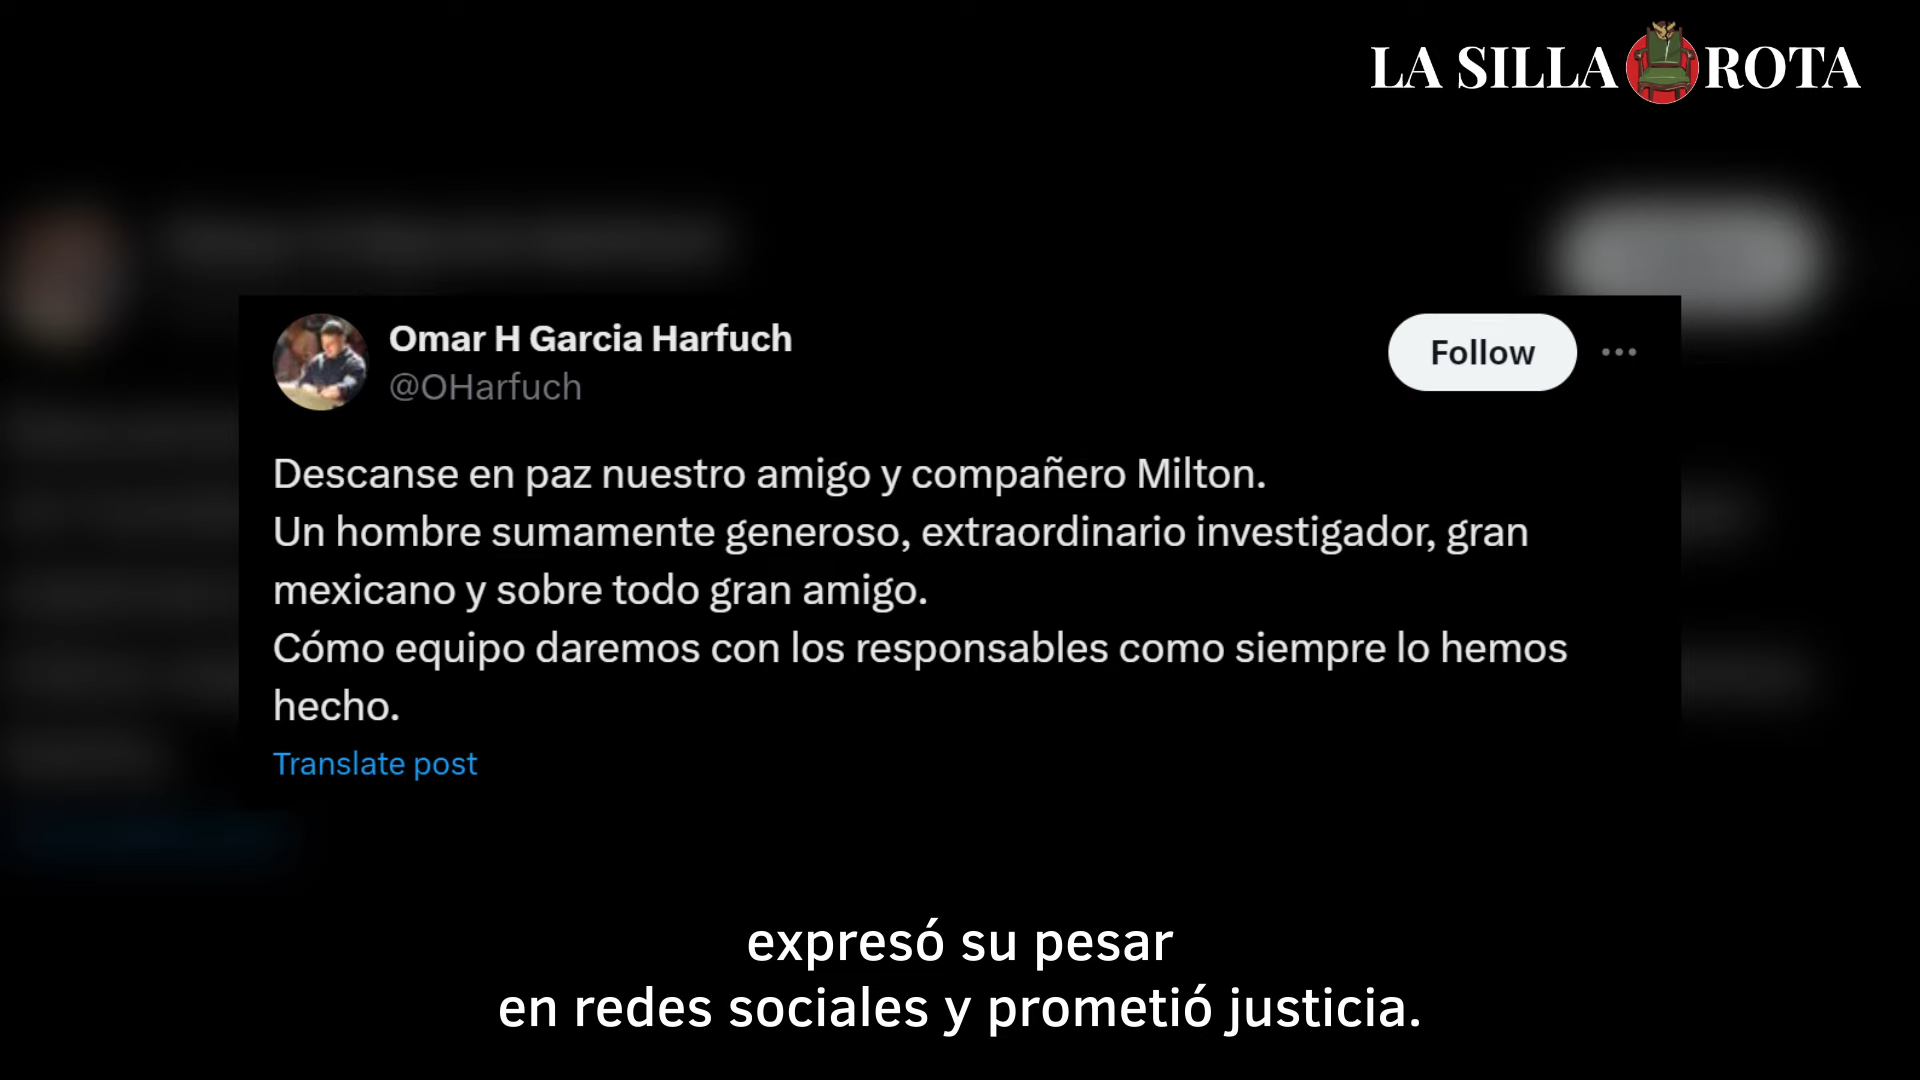 LA SILLA ROTA
Omar H Garcia Harfuch
@OHarfuch
Follow
Descanse en paz nuestro amigo y compañero Milton.
Un hombre sumamente generoso, extraordinario investigador, gran
mexicano y sobre todo gran amigo.
Cómo equipo daremos con los responsables como siempre lo hemos
hecho.
Translate post
expresó su pesar
en redes sociales y prometió justicia.